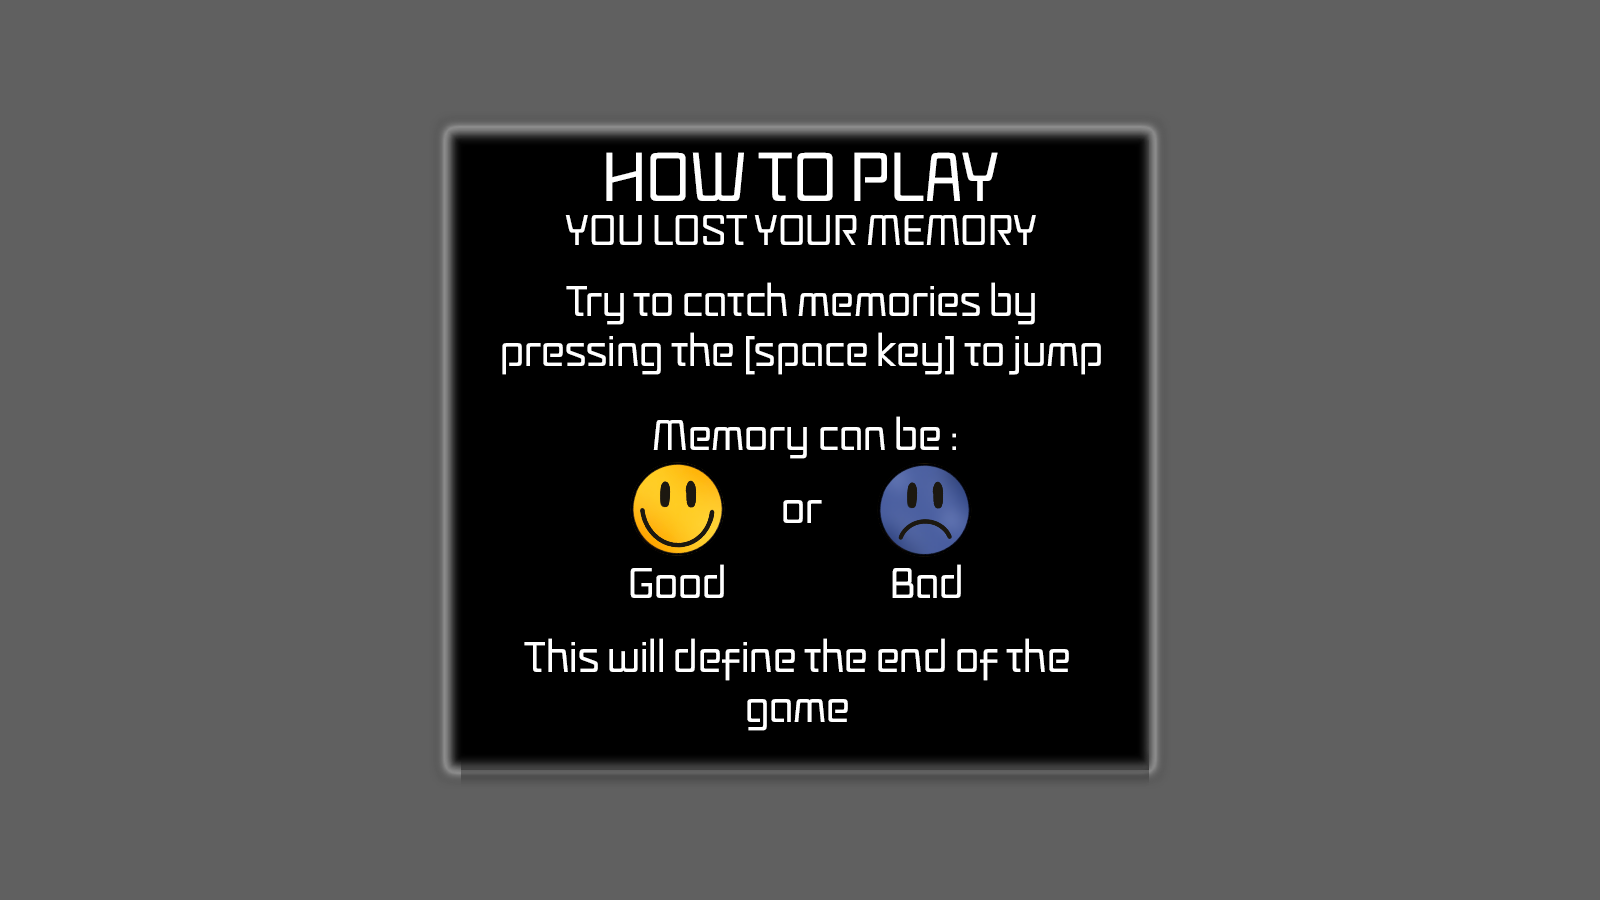 HOW TO PLAY
YOU LOST YOUR MEMORY
Try to catch memories by
pressing the [space key] to jump
Memory can be :
or
Good Bad
This will define the end of the
game